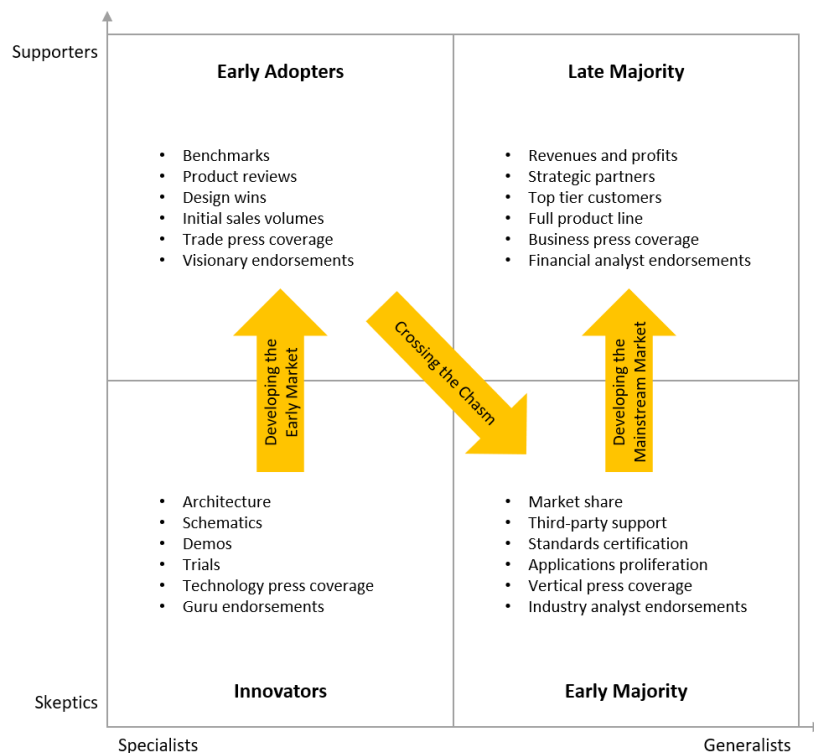 Supporters
Early Adopters
• Benchmarks
• Product reviews
• Design wins
• Initial sales volumes
• Trade press coverage
• Visionary endorsements
Late Majority
• Revenues and profits
• Strategic partners
• Top tier customers
• Full product line
• Business press coverage
• Financial analyst endorsements
Developing the
Early Market
Crossing the Chasm
Developing the
Mainstream Market
• Architecture
• Schematics
• Demos
• Trials
• Technology press coverage
• Guru endorsements
Innovators
• Market share
• Third-party support
• Standards certification
• Applications proliferation
• Vertical press coverage
• Industry analyst endorsements
Early Majority
Skeptics
Specialists
Generalists